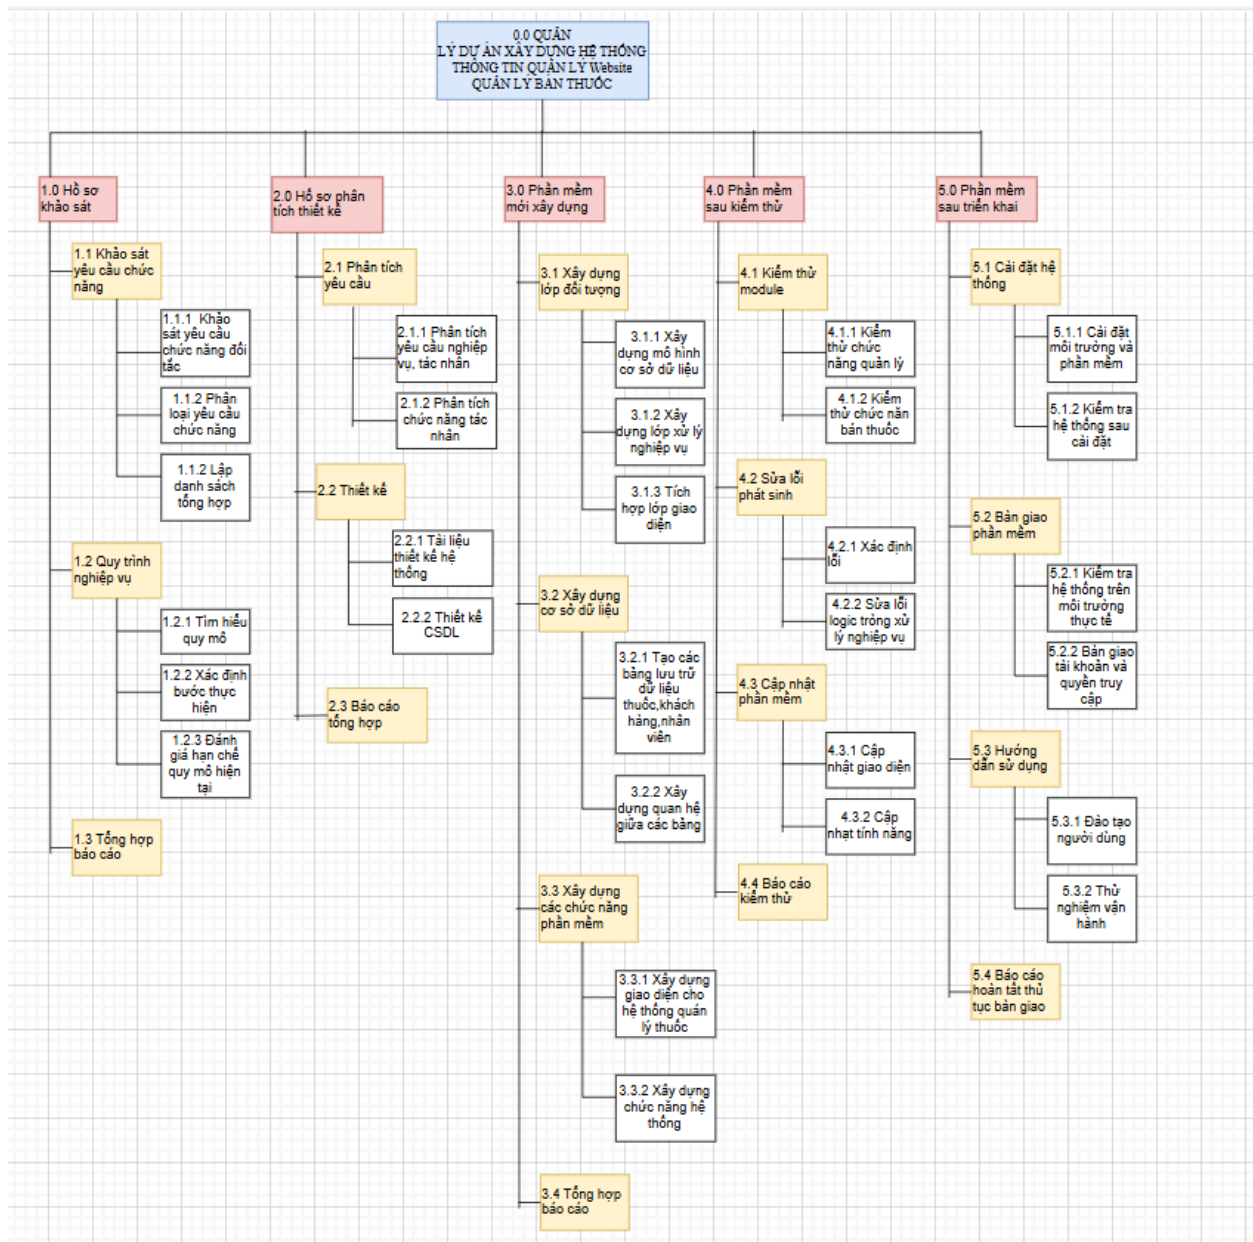 0.0 QUẢN
LÝ DỰ ÁN XÂY DỰNG HỆ THỐNG
THÔNG TIN QUẢN LÝ Website
QUẢN LÝ BÁN THUỐC
1.0 Hồ sơ
khảo sát
1.1 Khảo sát
yêu cầu chức
năng
1.1.1 Khảo
sát yêu cầu
chức năng đối
tắc
1.1.2 Phân
loại yêu cầu
chức năng
1.1.2 Lập
danh sách
tổng hợp
1.2 Quy trình
nghiệp vụ
1.2.1 Tìm hiểu
quy mô
1.2.2 Xác định
bước thực
hiện
1.2.3 Đánh
giá hạn chế
quy mô hiện
tại
1.3 Tổng hợp
báo cáo
2.0 Hồ sơ phân
tích thiết kế
2.1 Phân tích
yêu cầu
2.1.1 Phân tích
yêu cầu nghiệp
vụ, tác nhân
2.1.2 Phân tích
chức năng tác
nhân
2.2 Thiết kế
2.2.1 Tài liệu
thiết kế hệ
thống
2.2.2 Thiết kế
CSDL
2.3 Báo cáo
tổng hợp
3.0 Phần mềm
mới xây dựng
3.1 Xây dựng
lớp đối tượng
3.1.1 Xây
dựng mô hình
cơ sở dữ liệu
3.1.2 Xây
dựng lớp xử lý
nghiệp vụ
3.1.3 Tích
hợp lớp giao
diện
3.2 Xây dựng
cơ sở dữ liệu
3.2.1 Tạo các
bảng lưu trữ
dữ liệu
thuốc,khách
hàng,nhân
viên
3.2.2 Xây
dựng quan hệ
giữa các bảng
3.3 Xây dựng
các chức năng
phần mềm
3.3.1 Xây dựng
giao diện cho
hệ thống quản
lý thuốc
3.3.2 Xây dựng
chức năng hệ
thống
3.4 Tổng hợp
báo cáo
4.0 Phần mềm
sau kiểm thử
4.1 Kiểm thử
module
4.1.1 Kiểm
thử chức
năng quản lý
4.1.2 Kiểm
thử chức năn
bán thuốc
4.2 Sửa lỗi
phát sinh
4.2.1 Xác định
lỗi
4.2.2 Sửa lỗi
logic trỏng xử
lý nghiệp vụ
4.3 Cập nhật
phần mềm
4.3.1 Cập
nhật giao diện
4.3.2 Cập
nhạt tính năng
4.4 Báo cáo
kiểm thử
5.0 Phần mềm
sau triển khai
5.1 Cài đặt hệ
thống
5.1.1 Cài đặt
môi trường và
phần mềm
5.1.2 Kiểm tra
hệ thống sau
cài đặt
5.2 Bàn giao
phần mềm
5.2.1 Kiểm tra
hệ thống trên
môi trường
thực tế
5.2.2 Bàn giao
tài khoản và
quyền truy
cập
5.3 Hướng
dẫn sử dụng
5.3.1 Đào tạo
người dùng
5.3.2 Thử
nghiệm vận
hành
5.4 Báo cáo
hoàn tất thủ
tục bàn giao